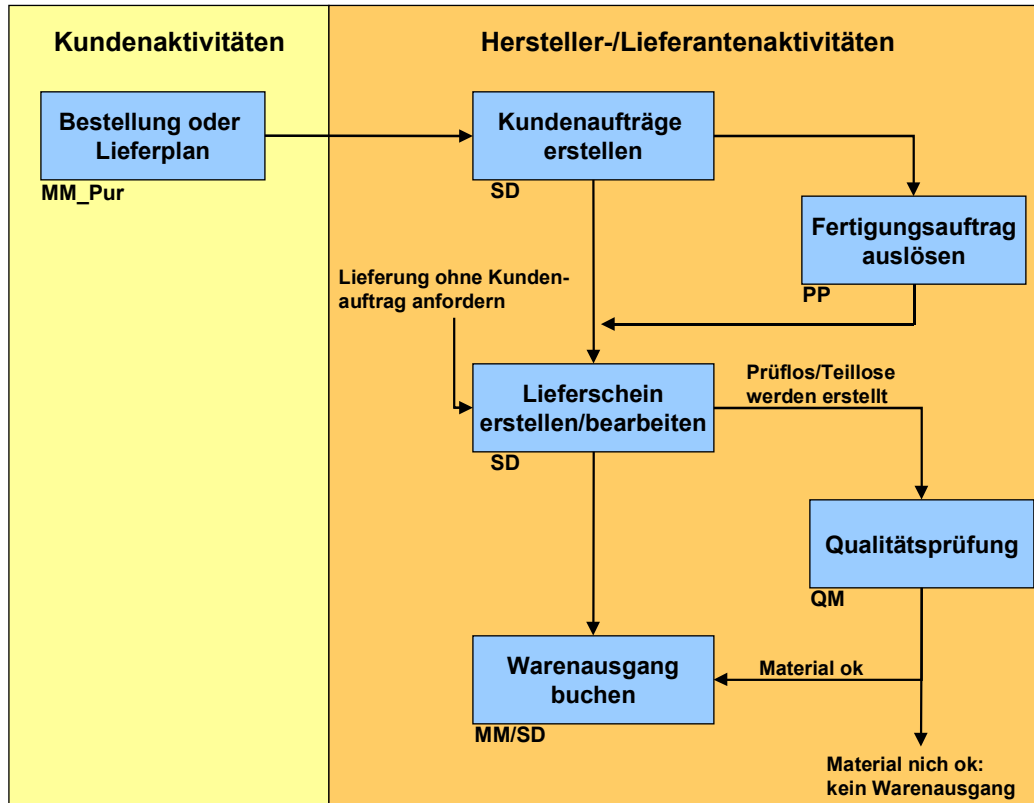 Kundenaktivitäten
Hersteller-/Lieferantenaktivitäten
Bestellung oder
Lieferplan
MM_Pur
Kundenaufträge
erstellen
SD
Fertigungsauftrag
auslösen
PP
Lieferung ohne Kunden-
auftrag anfordern
Lieferschein
erstellen/bearbeiten
SD
Prüflos/Teillose
werden erstellt
Qualitätsprüfung
QM
Warenausgang
buchen
MM/SD
Material ok
Material nich ok:
kein Warenausgang